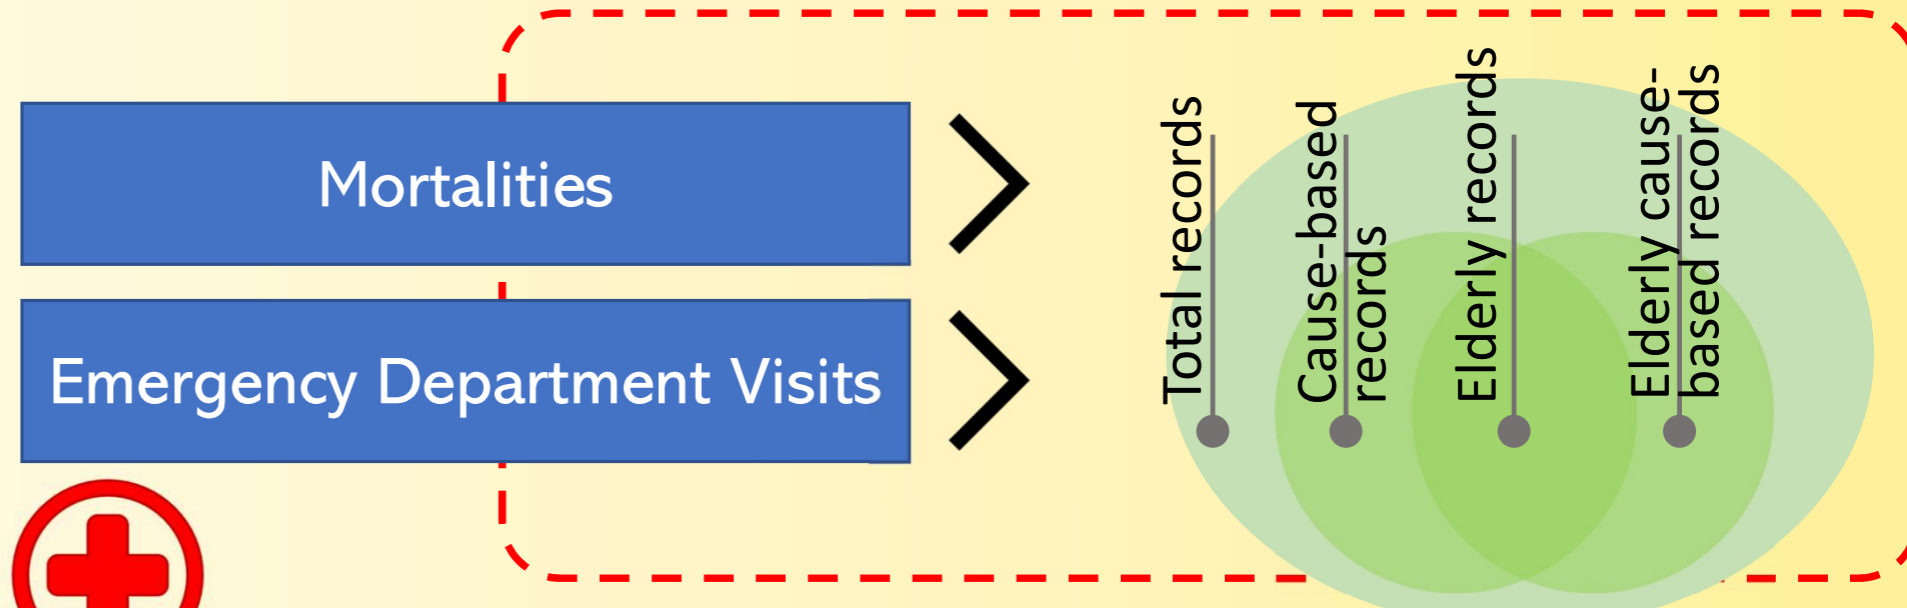 Mortalities
Emergency Department Visits
Total records
Cause-based
records
Elderly records
Elderly cause-
based records